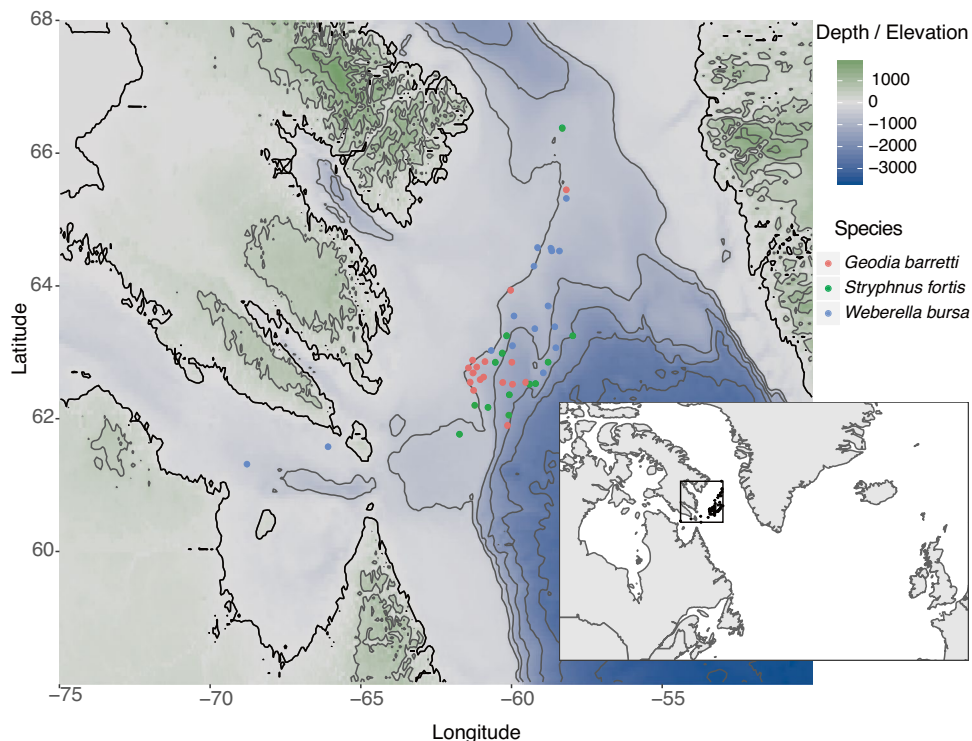 68
66
64
62
60
Latitude
−75
−70
−65
−60
−55
Longitude
Depth / Elevation
1000
0
−1000
−2000
−3000
Species
Geodia barretti
Stryphnus fortis
Weberella bursa